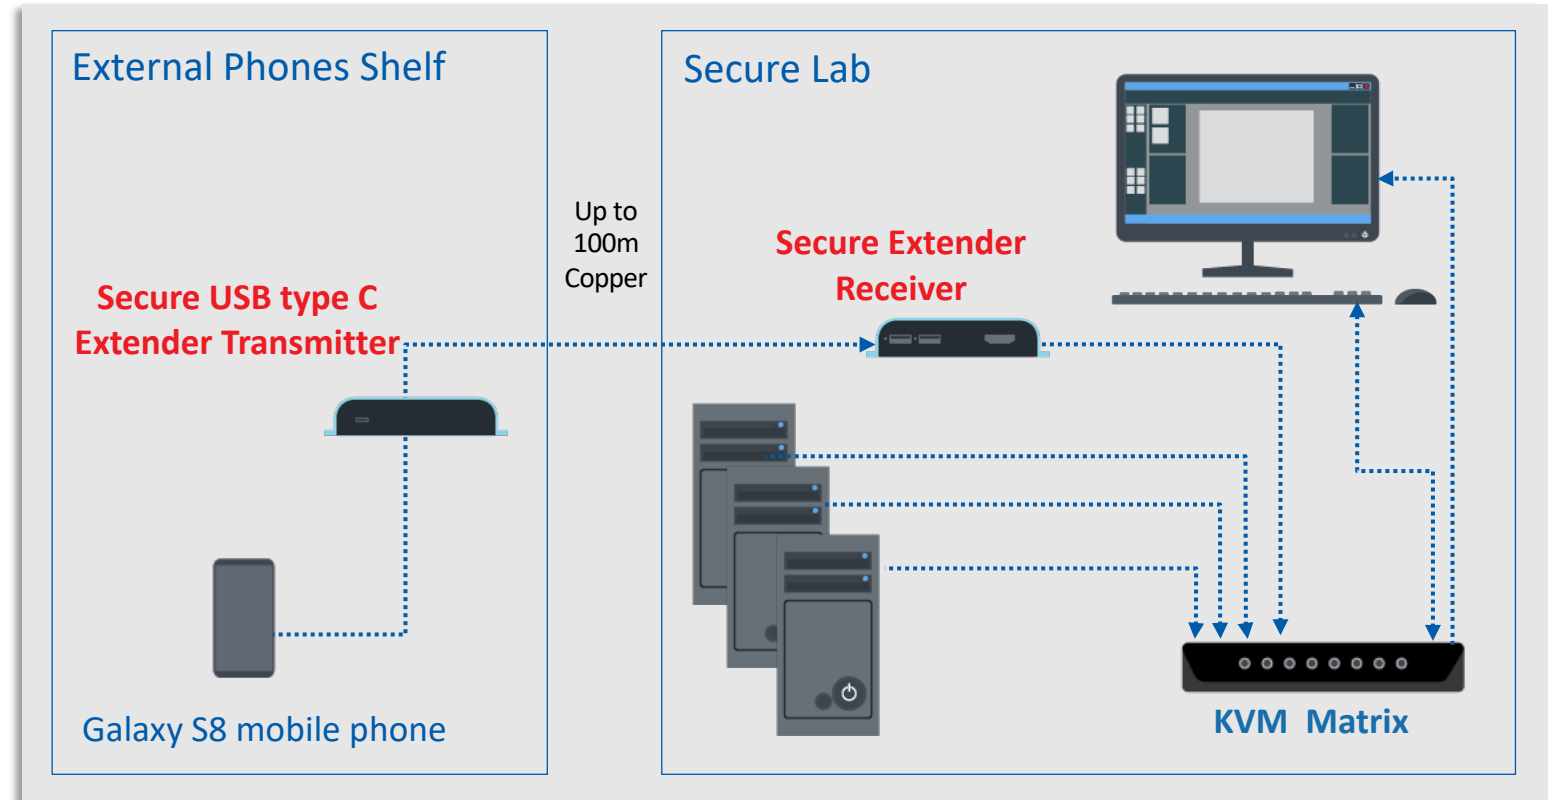 External Phones Shelf
Secure Lab
Up to
100m
Copper
Secure Extender
Receiver
Secure USB type C
Extender Transmitter
Galaxy S8 mobile phone
KVM Matrix